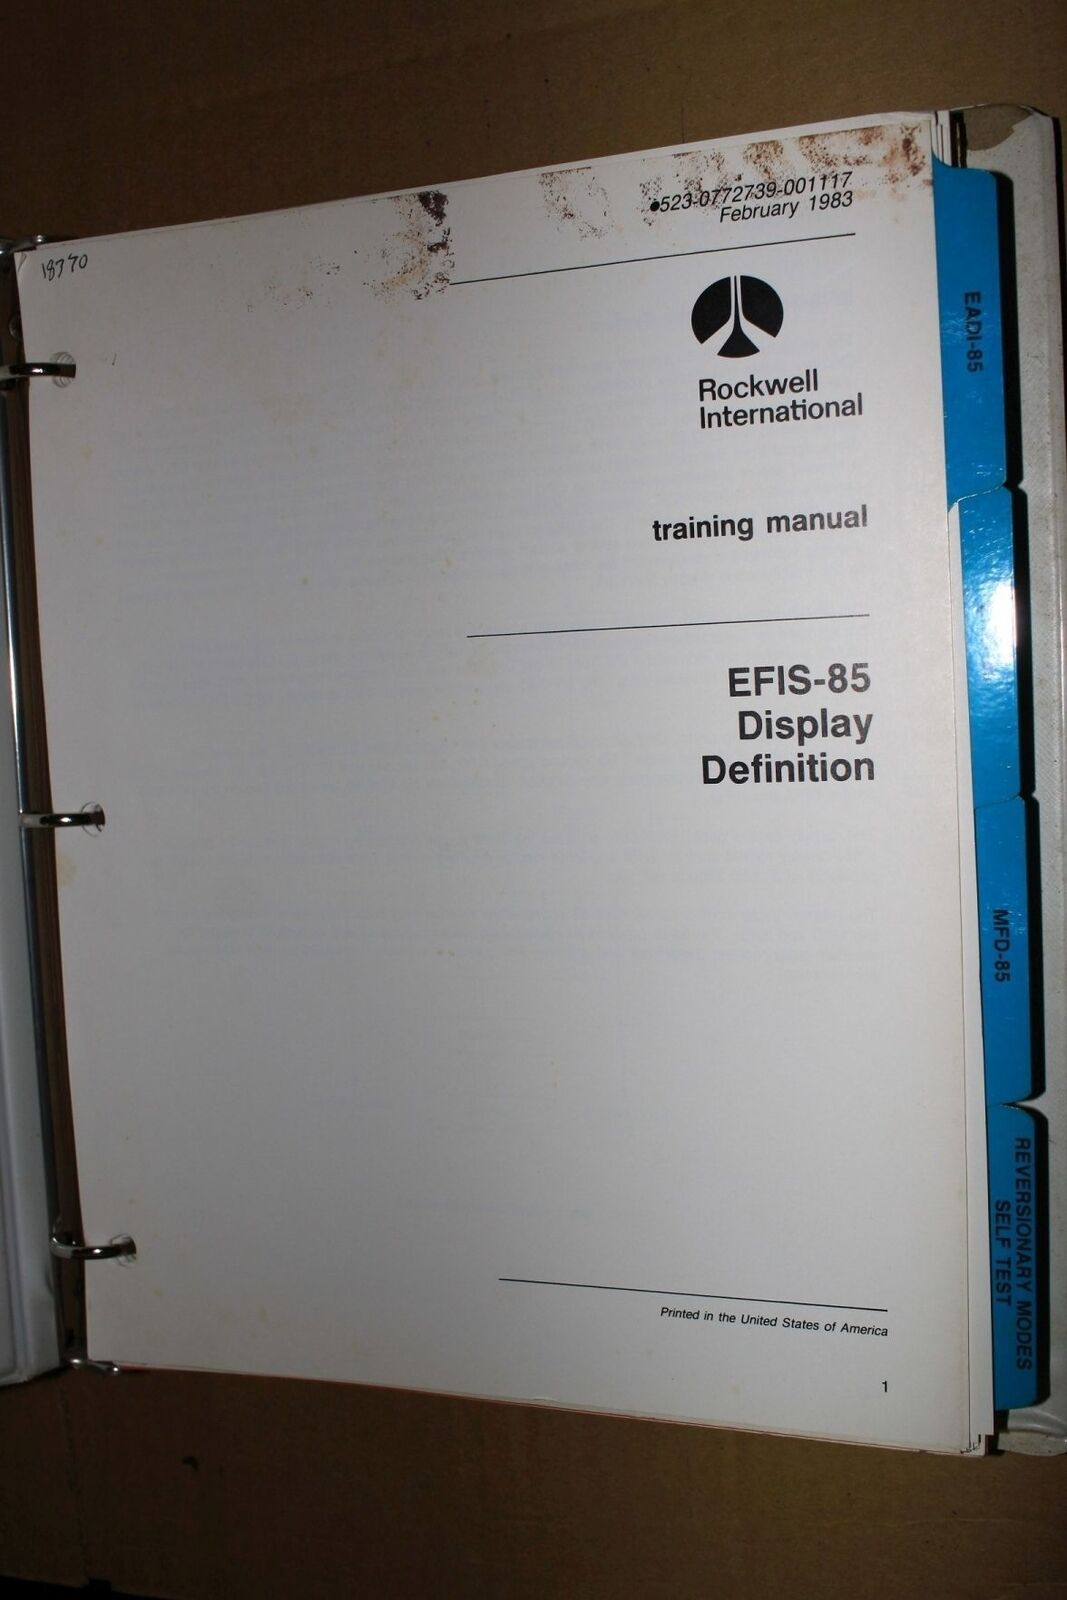 18770
523-0772739-001117
February 1983
Rockwell
International
training manual
EFIS-85
Display
Definition
Printed in the United States of America
1
EADI-85
MFD-85
REVERSIONARY MODES
SELF TEST